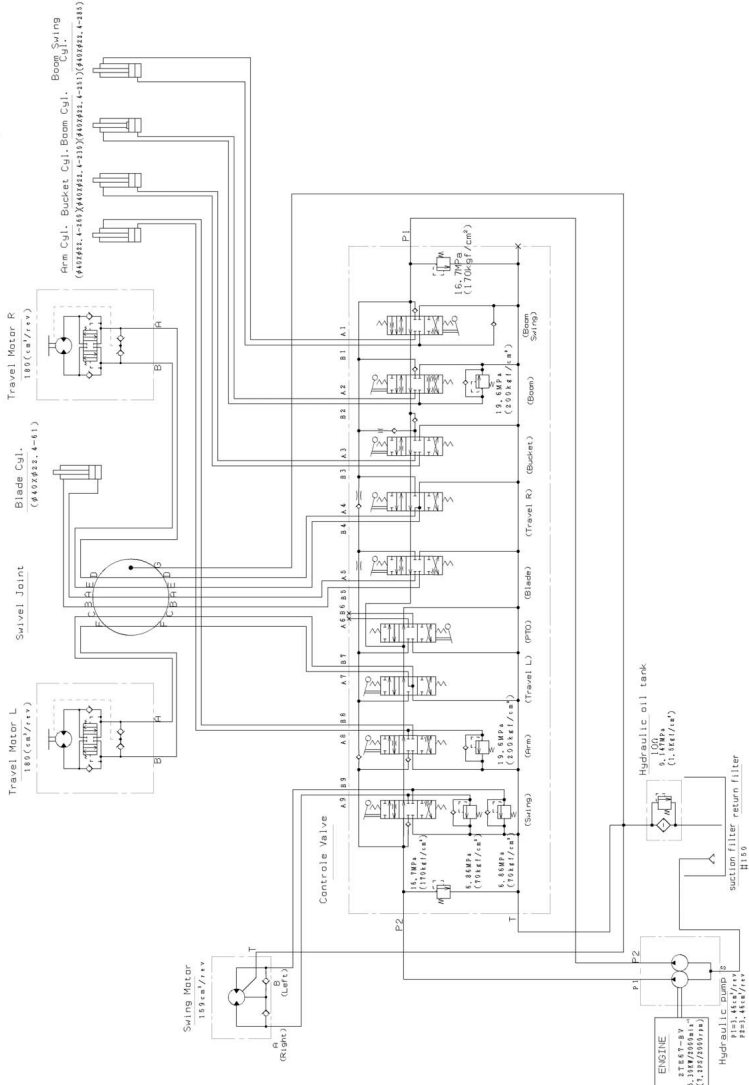 Travel Motor L
180(cm³/rev)
A
B
Swivel Joint
F C B A E D
F C B A E D G
Blade Cyl.
(φ40Xφ22.4-61)
Travel Motor R
180(cm³/rev)
A
B
Arm Cyl.
Bucket Cyl.
Boom Cyl.
Boom Swing
Cyl.
Swing Motor
159cm³/rev
T
A
(Right)
B
(Left)
Controle Valve
P2
P1
T
A9 B9
A8 B8
A7 B7
A6 B6
B5 A5
B4 A4
B3 A3
B2 A2
B1 A1
16.7MPa
(170kgf/cm²)
6.86MPa
(70kgf/cm²)
6.86MPa
(70kgf/cm²)
19.6MPa
(200kgf/cm²)
19.6MPa
(200kgf/cm²)
16.7MPa
(170kgf/cm²)
(Swing)
(Arm)
(Travel L)
(PTO)
(Blade)
(Travel R)
(Bucket)
(Boom)
(Boom
Swing)
ENGINE
P1
P2
S
Hydraulic pump
Hydraulic oil tank
suction filter
#150
return filter